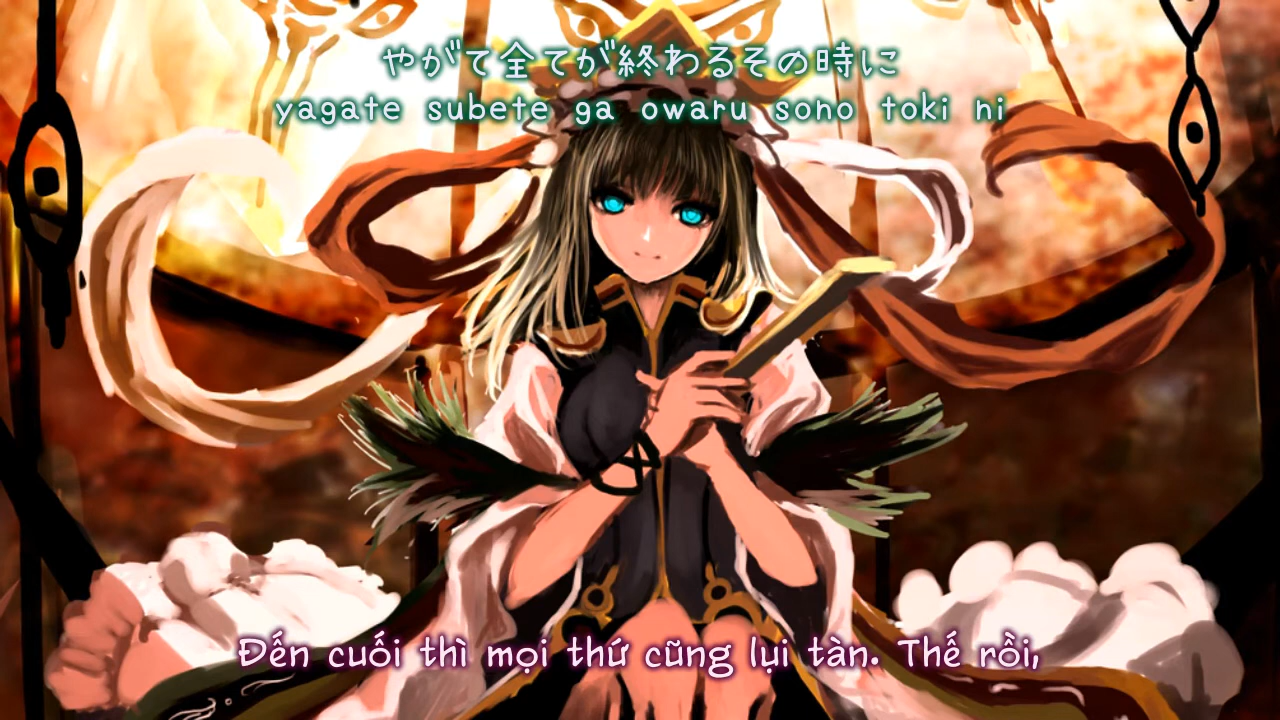 やがて全てが終わるその時に
yagate subete ga owaru sono toki ni
Đến cuối thì mọi thứ cũng lụi tàn. Thế rồi,